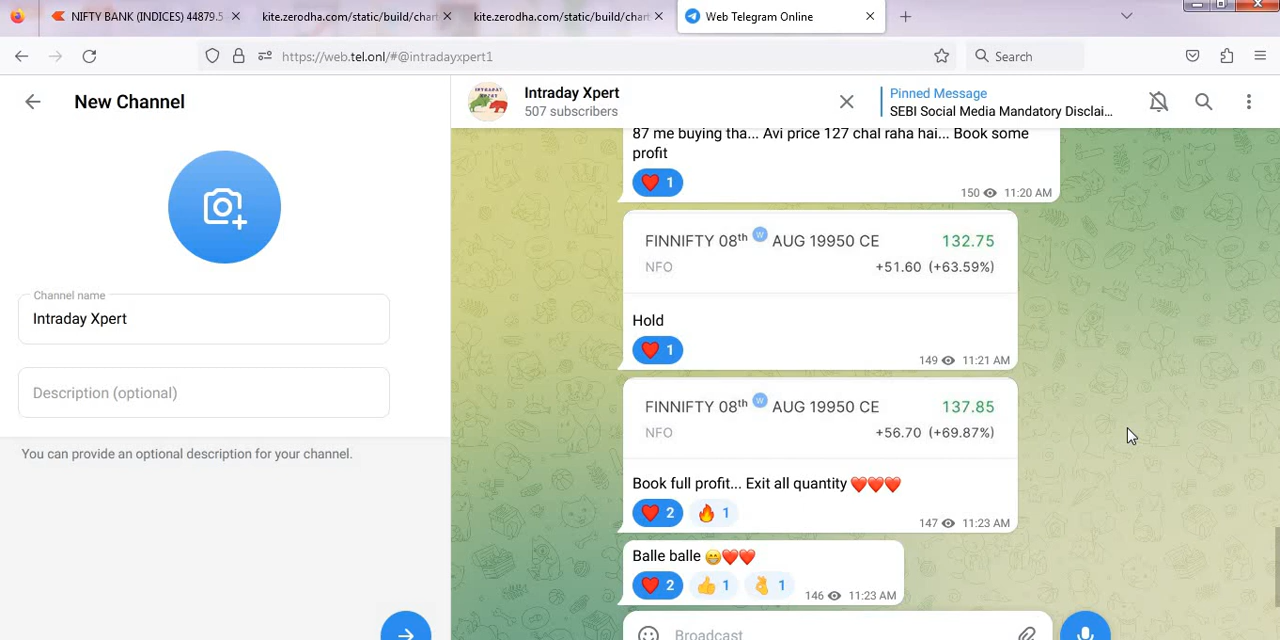 NIFTY BANK (INDICES) 44879.5
kite.zerodha.com/static/build/chart
kite.zerodha.com/static/build/chart
Web Telegram Online
https://web.tel.onl/#@intradayxpert1
Search
New Channel
Channel name
Intraday Xpert
Description (optional)
You can provide an optional description for your channel.
INTRADAY
XPERT
Intraday Xpert
507 subscribers
Pinned Message
SEBI Social Media Mandatory Disclai...
87 me buying tha... Avi price 127 chal raha hai... Book some
profit
❤️ 1
150 11:20 AM
FINNIFTY 08th W AUG 19950 CE 132.75
NFO +51.60 (+63.59%)
Hold
❤️ 1
149 11:21 AM
FINNIFTY 08th W AUG 19950 CE 137.85
NFO +56.70 (+69.87%)
Book full profit... Exit all quantity ❤️❤️❤️
❤️ 2 🔥 1
147 11:23 AM
Balle balle 😁❤️❤️
❤️ 2 👍 1 🫰 1
146 11:23 AM
Broadcast